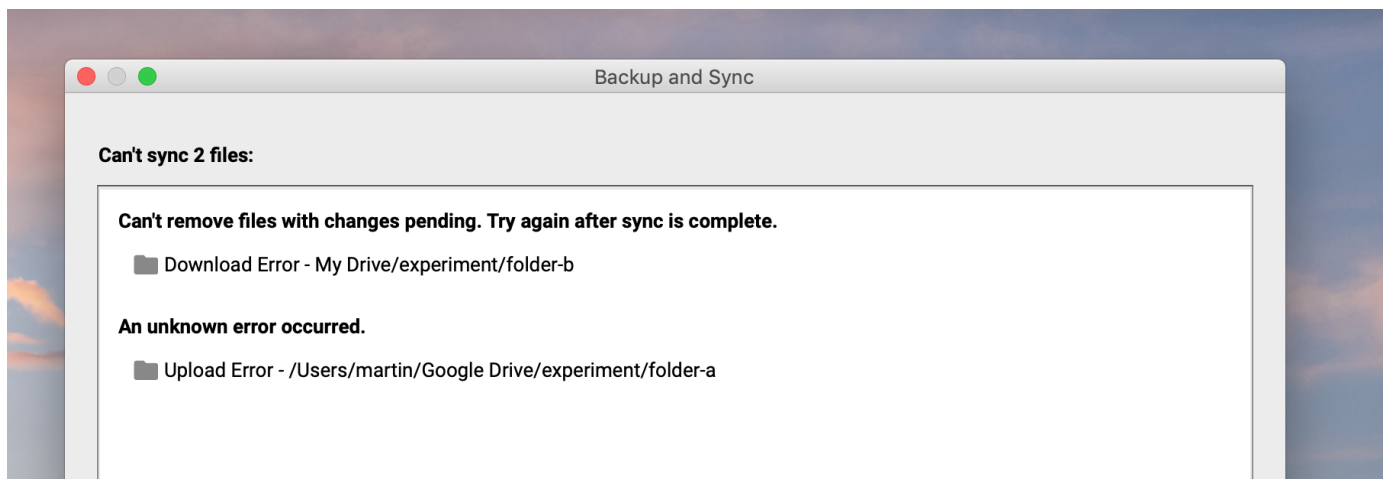 Backup and Sync
Can't sync 2 files:
Can't remove files with changes pending. Try again after sync is complete.
Download Error - My Drive/experiment/folder-b
An unknown error occurred.
Upload Error - /Users/martin/Google Drive/experiment/folder-a